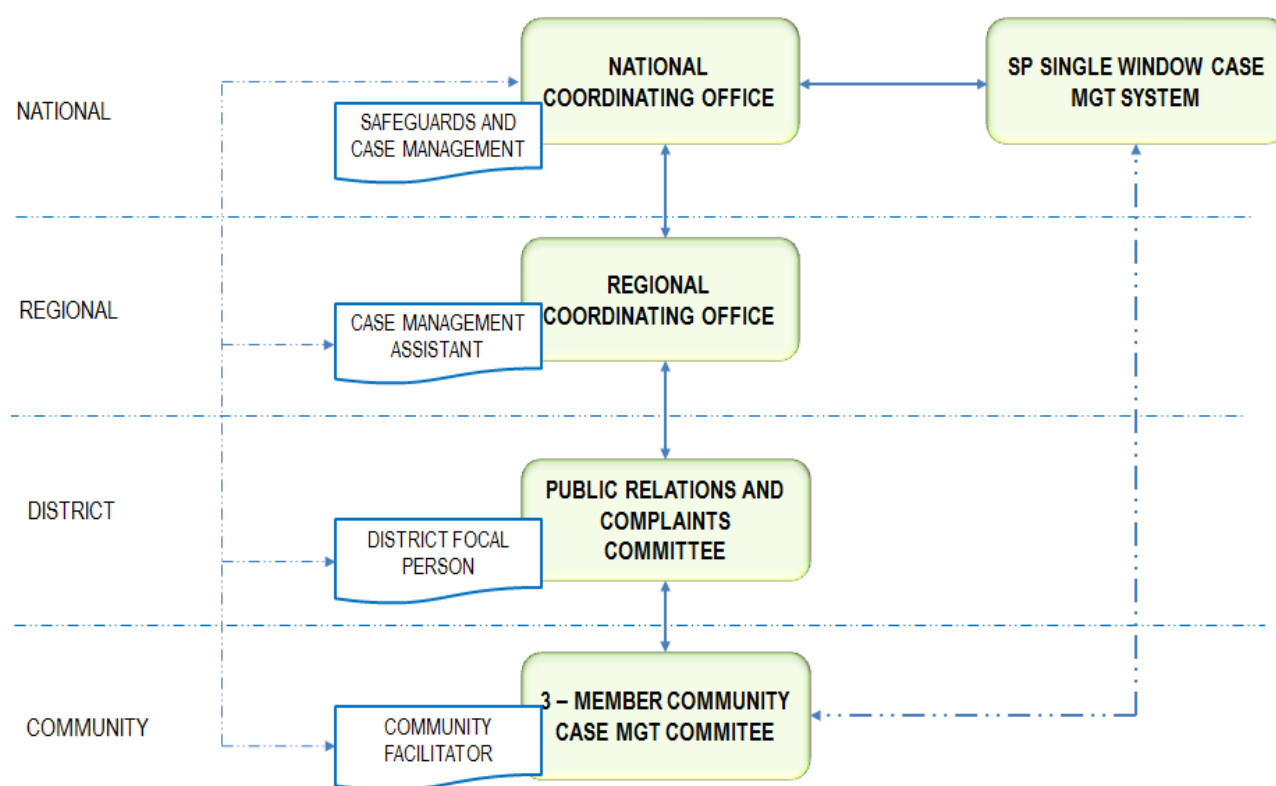 NATIONAL
NATIONAL
COORDINATING OFFICE
SP SINGLE WINDOW CASE
MGT SYSTEM
SAFEGUARDS AND
CASE MANAGEMENT
REGIONAL
REGIONAL
COORDINATING OFFICE
CASE MANAGEMENT
ASSISTANT
DISTRICT
PUBLIC RELATIONS AND
COMPLAINTS
COMMITTEE
DISTRICT FOCAL
PERSON
COMMUNITY
3 – MEMBER COMMUNITY
CASE MGT COMMITEE
COMMUNITY
FACILITATOR